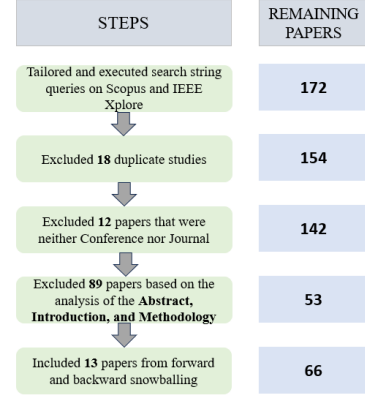 STEPS
REMAINING
PAPERS
Tailored and executed search string
queries on Scopus and IEEE
Xplore
172
Excluded 18 duplicate studies
154
Excluded 12 papers that were
neither Conference nor Journal
142
Excluded 89 papers based on the
analysis of the Abstract,
Introduction, and Methodology
53
Included 13 papers from forward
and backward snowballing
66